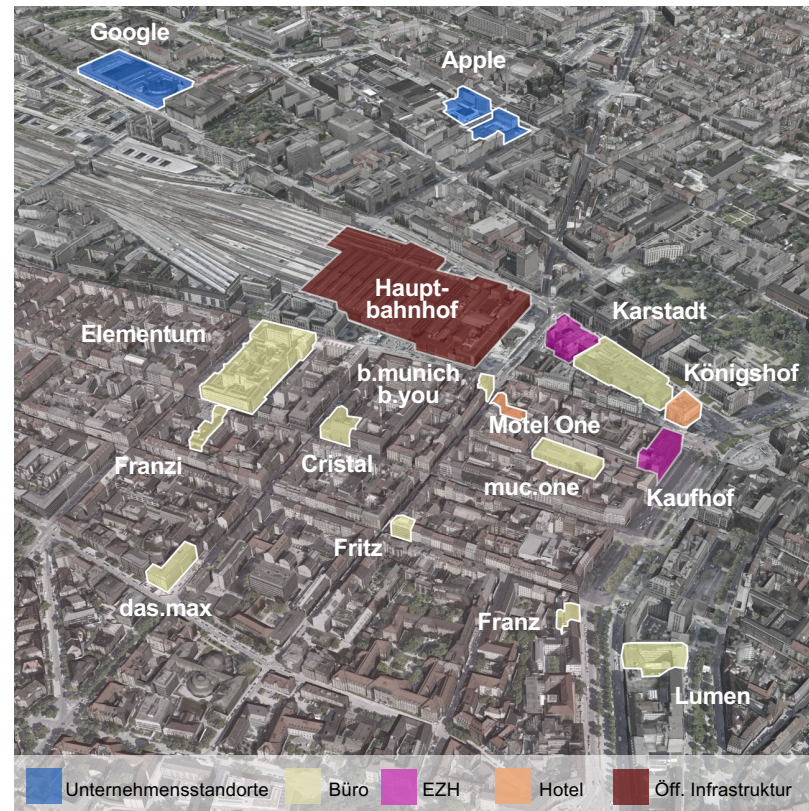 Google
Apple
Haupt-
bahnhof
Karstadt
Elementum
Königshof
b.munich
b.you
Motel One
Franzi
Cristal
muc.one
Kaufhof
Fritz
das.max
Franz
Lumen
Unternehmensstandorte
Büro
EZH
Hotel
Öff. Infrastruktur